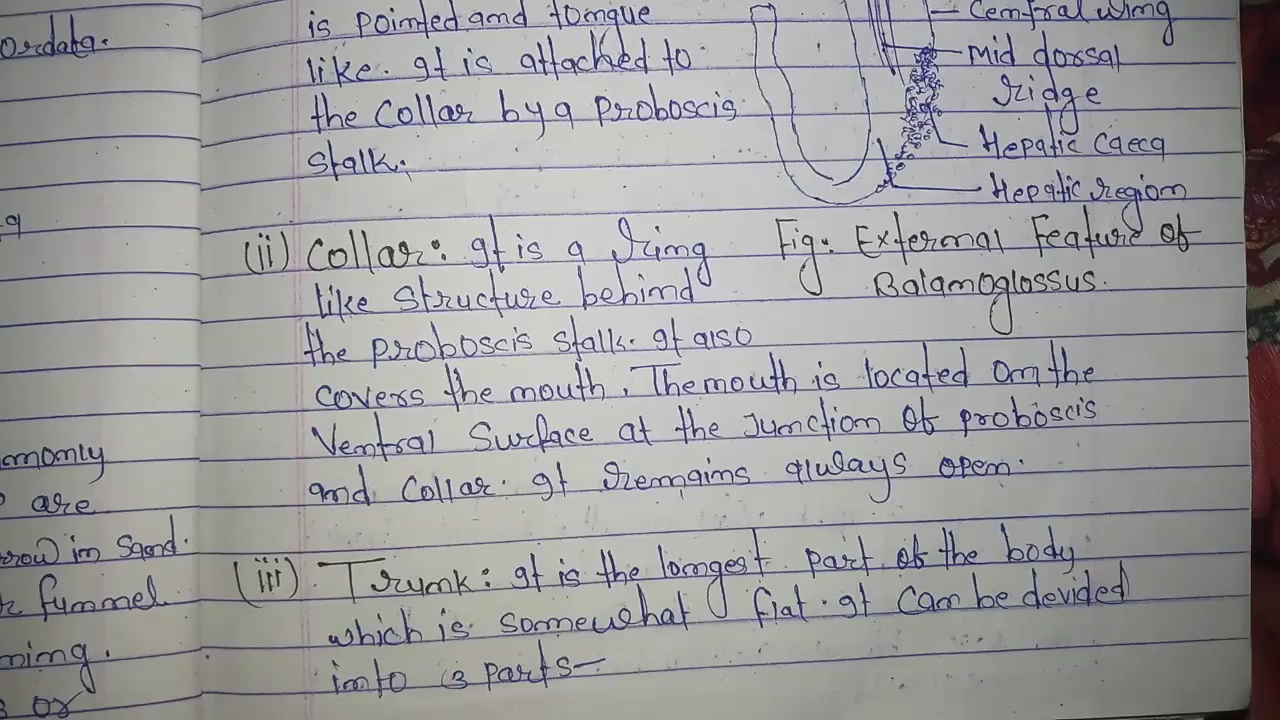 ordata.
q
monly
are
row in Sand.
funnel
ning.
or
is pointed and tongue
like. It is attached to
the Collar by a Proboscis
stalk.
Central wing
Mid dorsal
ridge
Hepatic Caeca
Hepatic region
Fig: External Feature of
Balanoglossus.
(ii) Collar: It is a ring
like structure behind
the proboscis stalk. It also
covers the mouth. The mouth is located on the
Ventral Surface at the Junction of proboscis
and Collar. It remains always open.
(iii) Trunk: It is the longest part of the body
which is somewhat flat. It can be devided
into 3 parts—